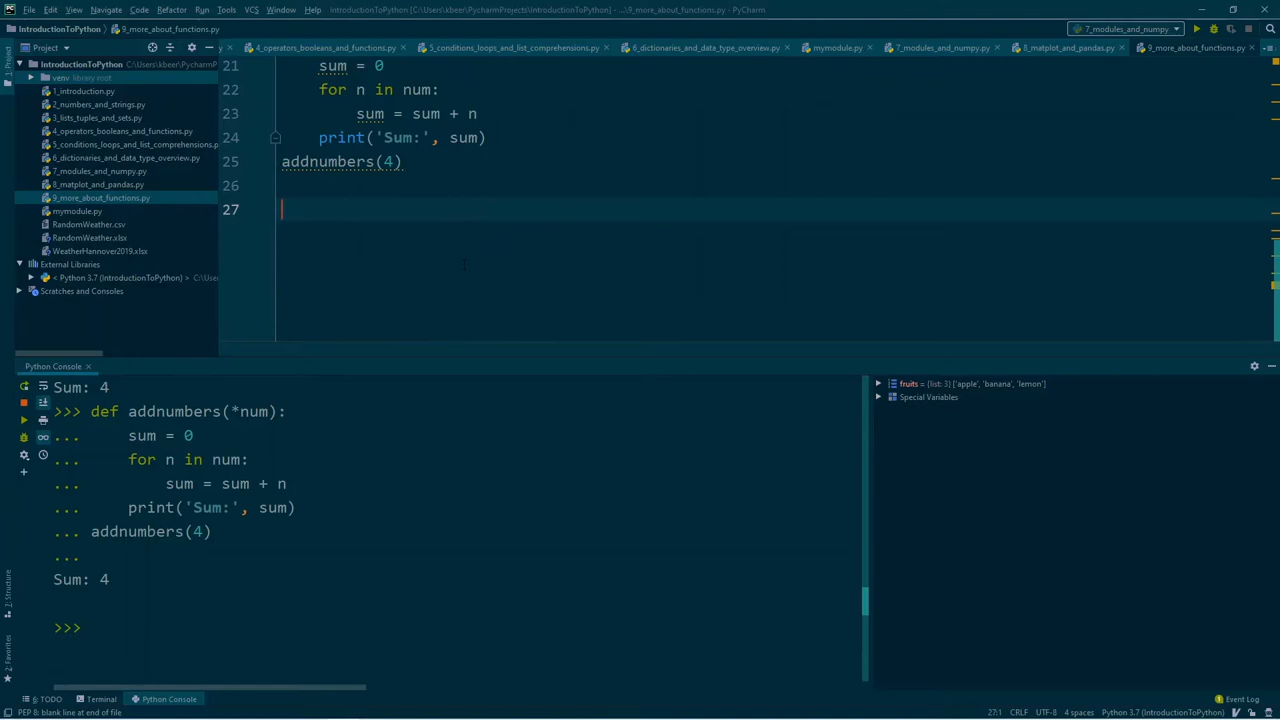 File Edit View Navigate Code Refactor Run Tools VCS Window Help IntroductionToPython [C:\Users\kbeer\PycharmProjects\IntroductionToPython] - ...\9_more_about_functions.py - PyCharm
IntroductionToPython 9_more_about_functions.py 7_modules_and_numpy
Project 4_operators_booleans_and_functions.py 5_conditions_loops_and_list_comprehensions.py 6_dictionaries_and_data_type_overview.py mymodule.py 7_modules_and_numpy.py 8_matplot_and_pandas.py 9_more_about_functions.py
1: Project
IntroductionToPython C:\Users\kbeer\Pycharm
venv library root
1_introduction.py
2_numbers_and_strings.py
3_lists_tuples_and_sets.py
4_operators_booleans_and_functions.py
5_conditions_loops_and_list_comprehensions.
6_dictionaries_and_data_type_overview.py
7_modules_and_numpy.py
8_matplot_and_pandas.py
9_more_about_functions.py
mymodule.py
RandomWeather.csv
RandomWeather.xlsx
WeatherHannover2019.xlsx
External Libraries
< Python 3.7 (IntroductionToPython) > C:\Us
Scratches and Consoles
21 sum = 0
22 for n in num:
23 sum = sum + n
24 print('Sum:', sum)
25 addnumbers(4)
26
27
Python Console
Sum: 4
>>> def addnumbers(*num):
... sum = 0
... for n in num:
... sum = sum + n
... print('Sum:', sum)
... addnumbers(4)
...
Sum: 4
>>>
fruits = {list: 3} ['apple', 'banana', 'lemon']
Special Variables
Z: Structure
2: Favorites
6: TODO Terminal Python Console Event Log
PEP 8: blank line at end of file 27:1 CRLF UTF-8 4 spaces Python 3.7 (IntroductionToPython)